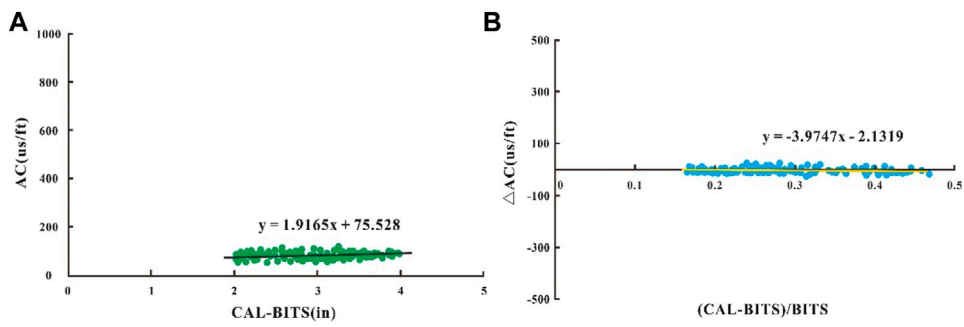 A
1000
800
600
400
200
0
AC(us/ft)
y = 1.9165x + 75.528
0 1 2 3 4 5
CAL-BITS(in)
B
500
300
100
-100
-300
-500
△AC(us/ft)
y = -3.9747x - 2.1319
0 0.1 0.2 0.3 0.4 0.5
(CAL-BITS)/BITS